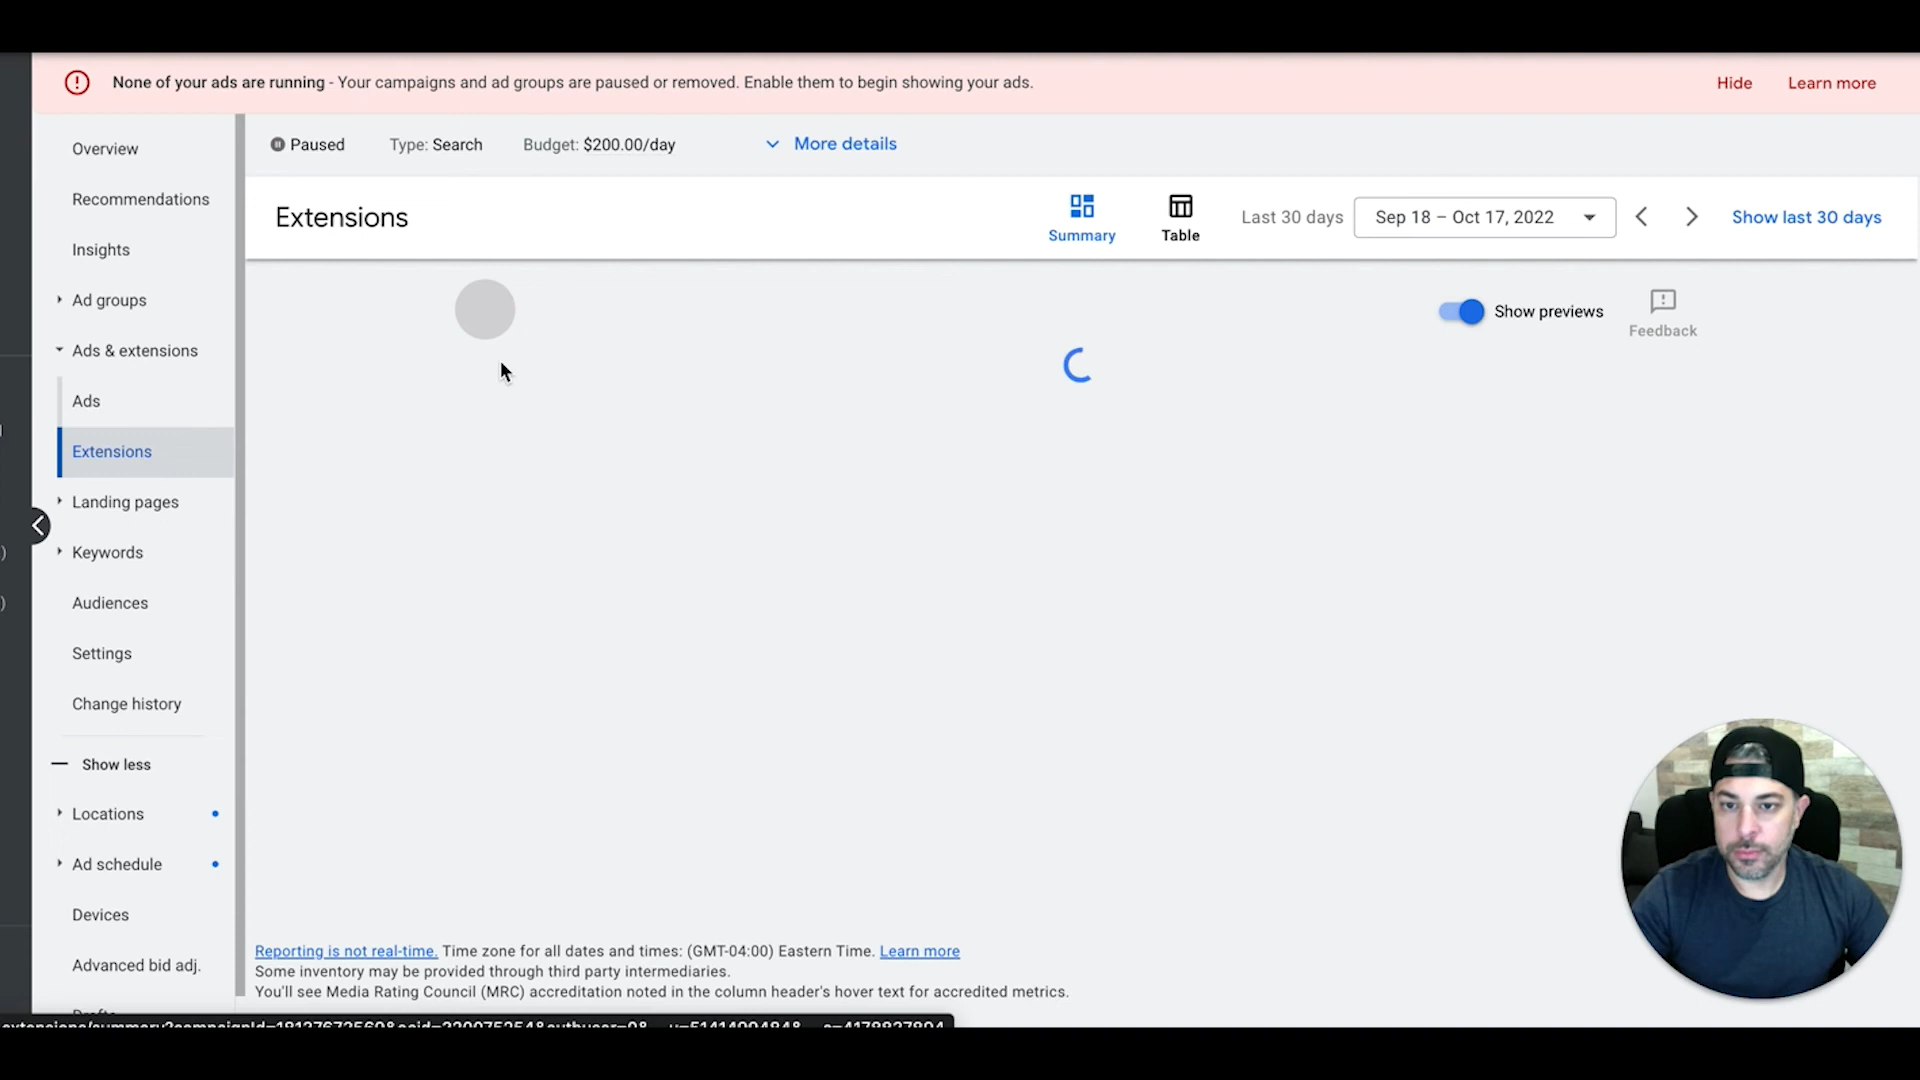 None of your ads are running - Your campaigns and ad groups are paused or removed. Enable them to begin showing your ads.
Hide
Learn more
Overview
Recommendations
Insights
Ad groups
Ads & extensions
Ads
Extensions
Landing pages
Keywords
Audiences
Settings
Change history
Show less
Locations
Ad schedule
Devices
Advanced bid adj.
Paused
Type: Search
Budget: $200.00/day
More details
Extensions
Summary
Table
Last 30 days
Sep 18 – Oct 17, 2022
Show last 30 days
Show previews
Feedback
Reporting is not real-time. Time zone for all dates and times: (GMT-04:00) Eastern Time. Learn more
Some inventory may be provided through third party intermediaries.
You'll see Media Rating Council (MRC) accreditation noted in the column header's hover text for accredited metrics.